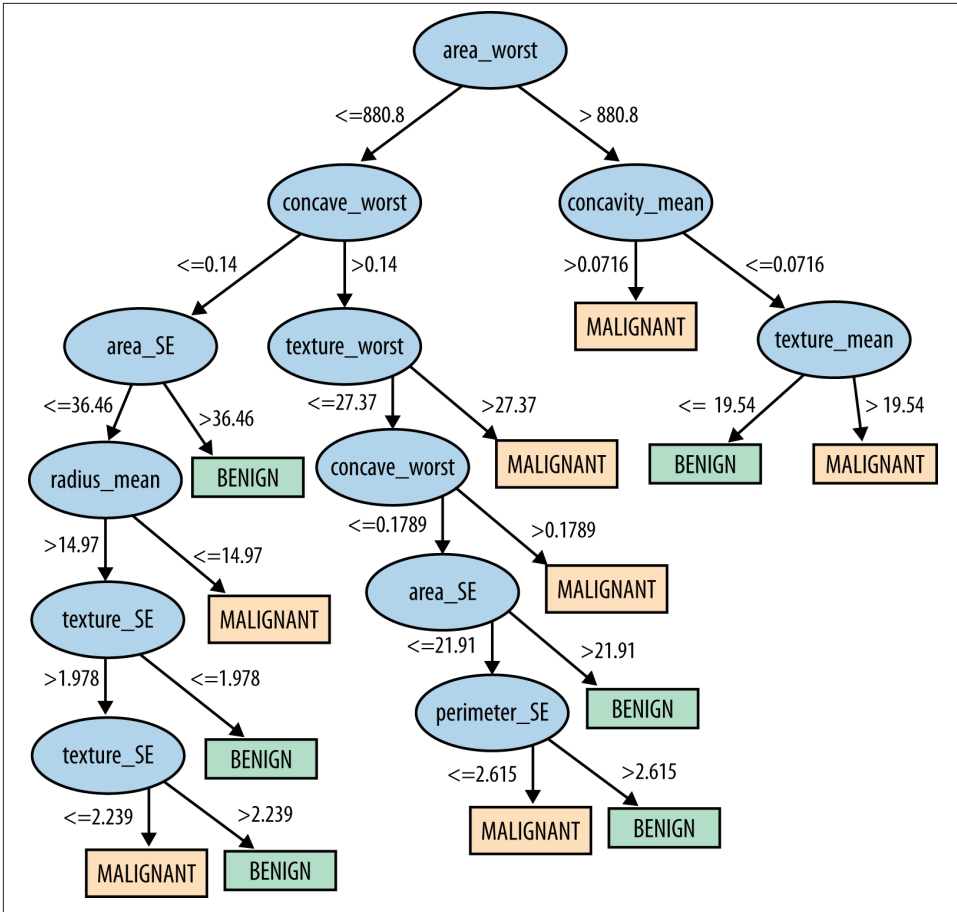 area_worst
<=880.8
> 880.8
concave_worst
concavity_mean
<=0.14
>0.14
>0.0716
<=0.0716
MALIGNANT
area_SE
texture_worst
texture_mean
<=36.46
>36.46
<=27.37
>27.37
<= 19.54
> 19.54
radius_mean
BENIGN
concave_worst
MALIGNANT
BENIGN
MALIGNANT
>14.97
<=14.97
<=0.1789
>0.1789
texture_SE
MALIGNANT
area_SE
MALIGNANT
>1.978
<=1.978
<=21.91
>21.91
texture_SE
BENIGN
perimeter_SE
BENIGN
<=2.239
>2.239
<=2.615
>2.615
MALIGNANT
BENIGN
MALIGNANT
BENIGN